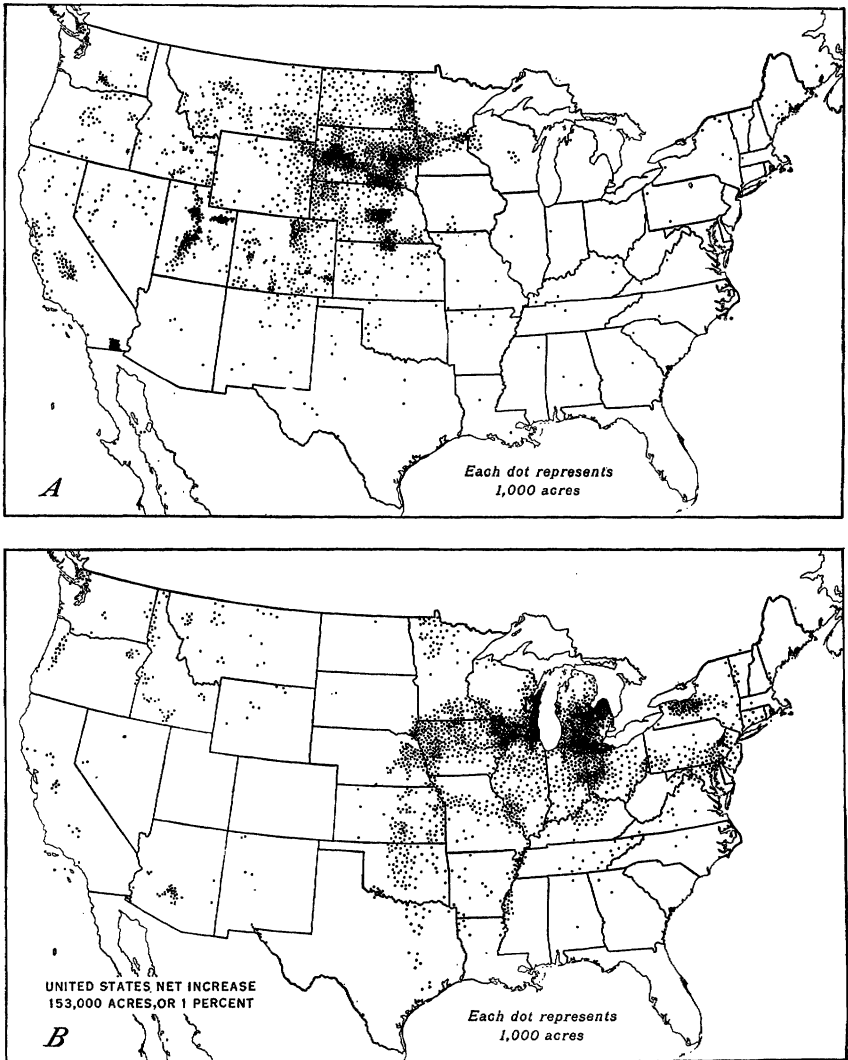 Each dot represents
1,000 acres
A
UNITED STATES, NET INCREASE
153,000 ACRES, OR 1 PERCENT
Each dot represents
1,000 acres
B